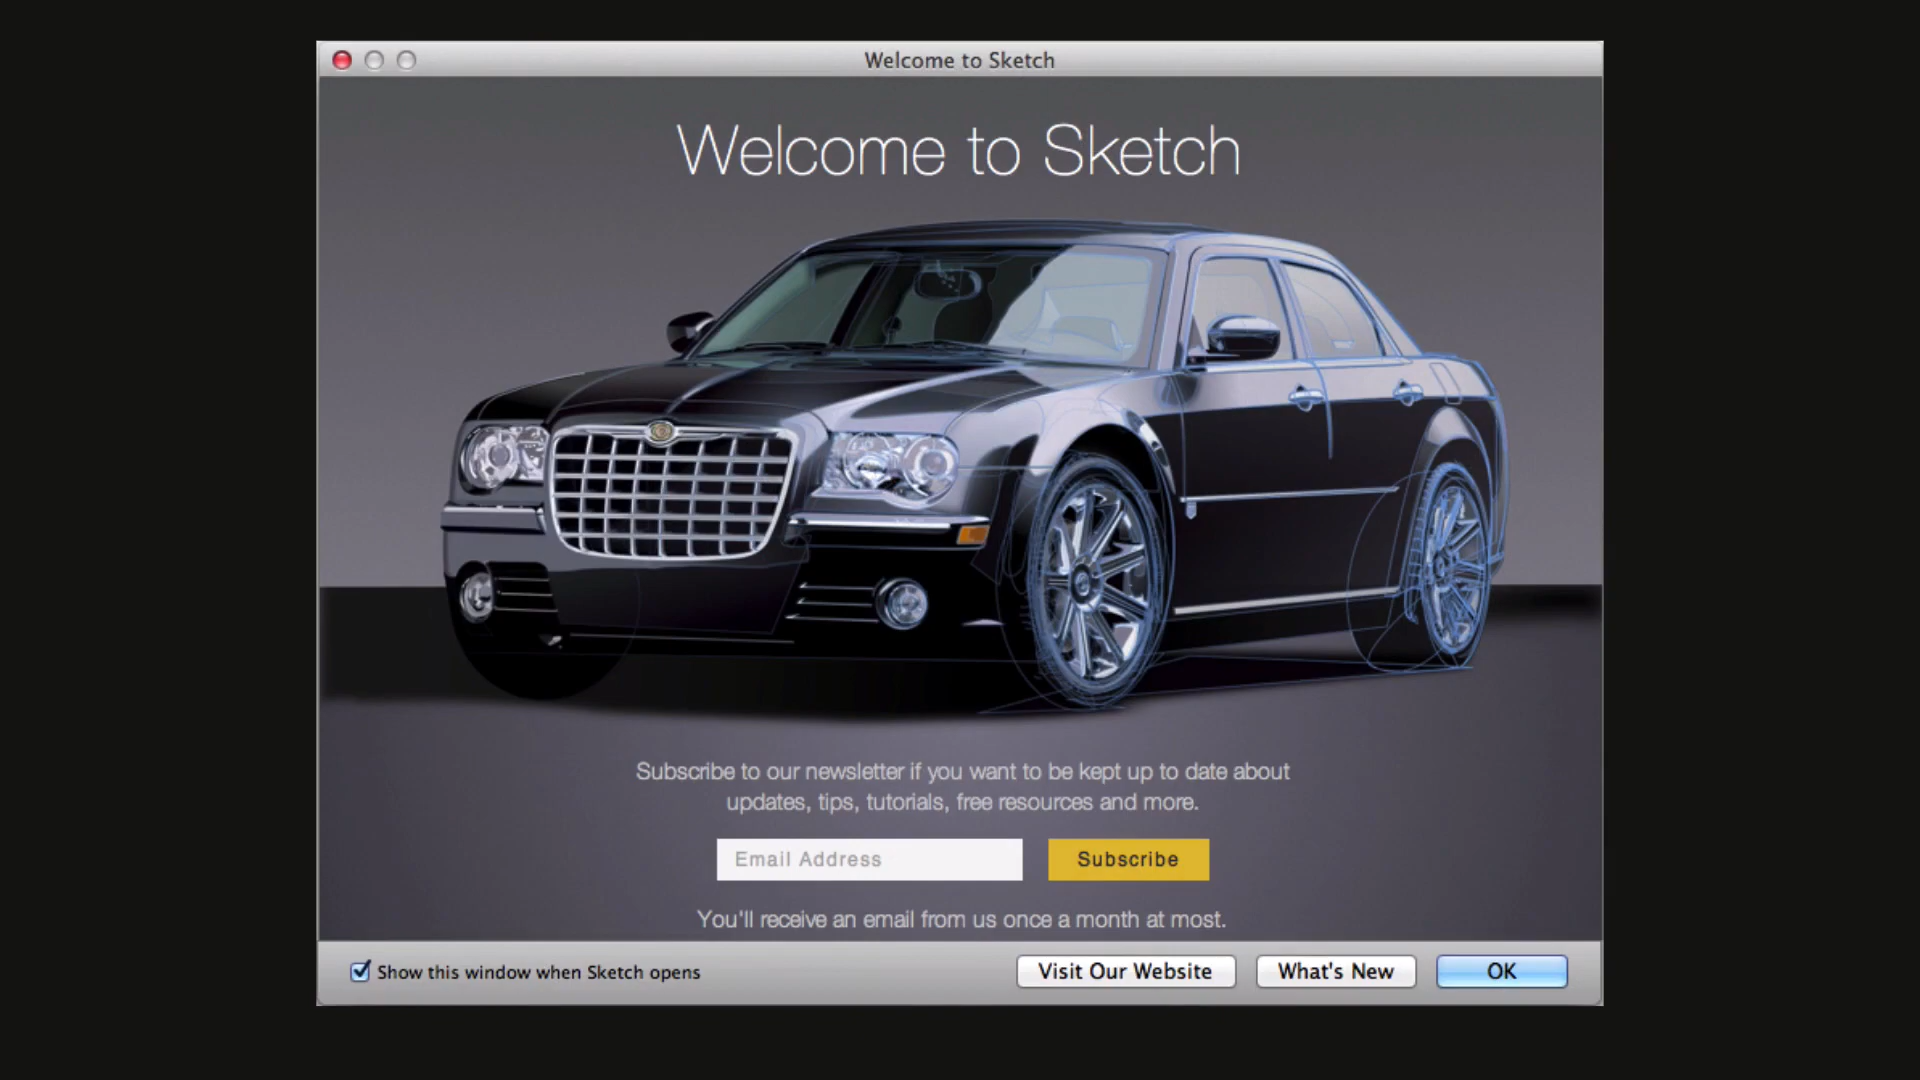 Welcome to Sketch
Welcome to Sketch
Subscribe to our newsletter if you want to be kept up to date about
updates, tips, tutorials, free resources and more.
Email Address
Subscribe
You'll receive an email from us once a month at most.
Show this window when Sketch opens
Visit Our Website
What's New
OK